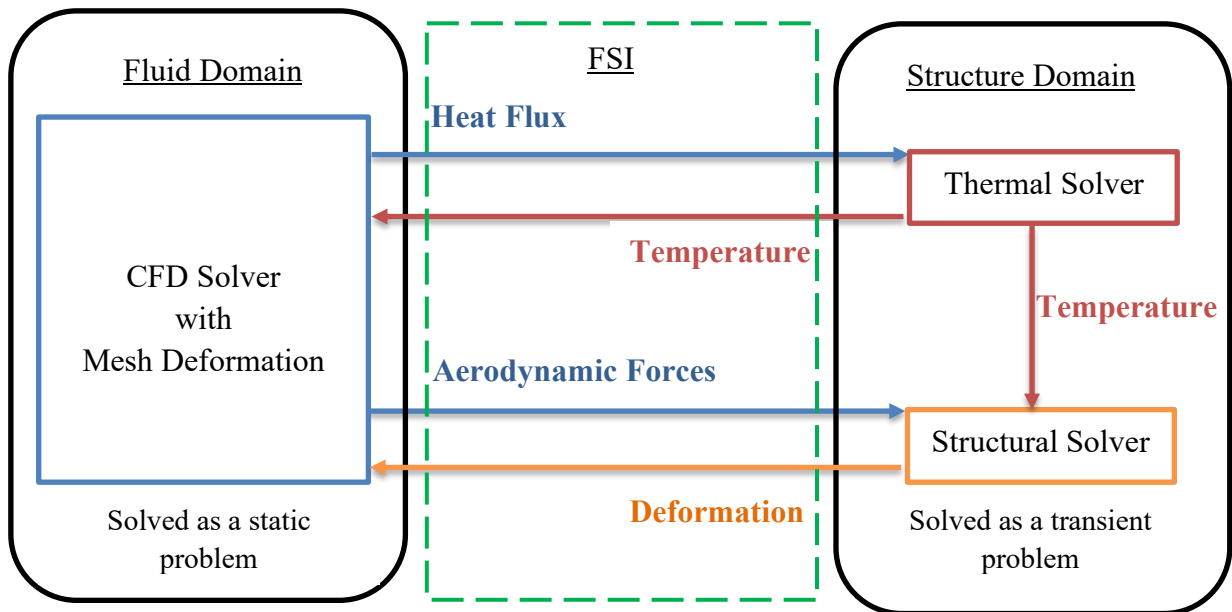 Fluid Domain
FSI
Structure Domain
Heat Flux
Thermal Solver
Temperature
CFD Solver
with
Mesh Deformation
Temperature
Aerodynamic Forces
Structural Solver
Deformation
Solved as a static
problem
Solved as a transient
problem